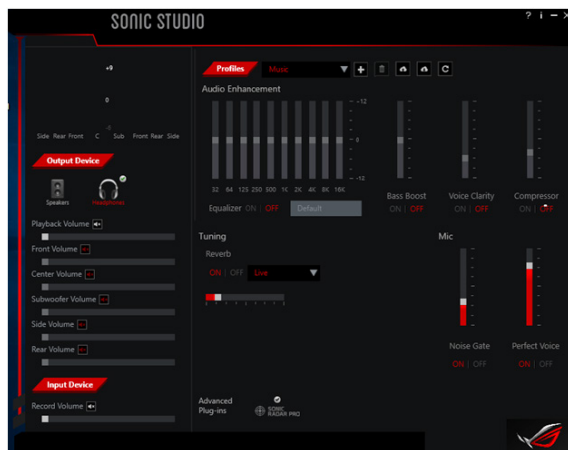 SONIC STUDIO
? i
+9
0
Side Rear Front C Sub Front Rear Side
Output Device
Speakers
Headphones
Playback Volume
Front Volume
Center Volume
Subwoofer Volume
Side Volume
Rear Volume
Input Device
Record Volume
Profiles Music
Audio Enhancement
+12
0
-12
32 64 125 250 500 1K 2K 4K 8K 16K
Equalizer ON | OFF Default
Bass Boost Voice Clarity Compressor
ON | OFF ON | OFF ON | OFF
Tuning
Reverb
ON | OFF Live
Mic
Noise Gate Perfect Voice
ON | OFF ON | OFF
Advanced
Plug-ins
SONIC
RADAR PRO